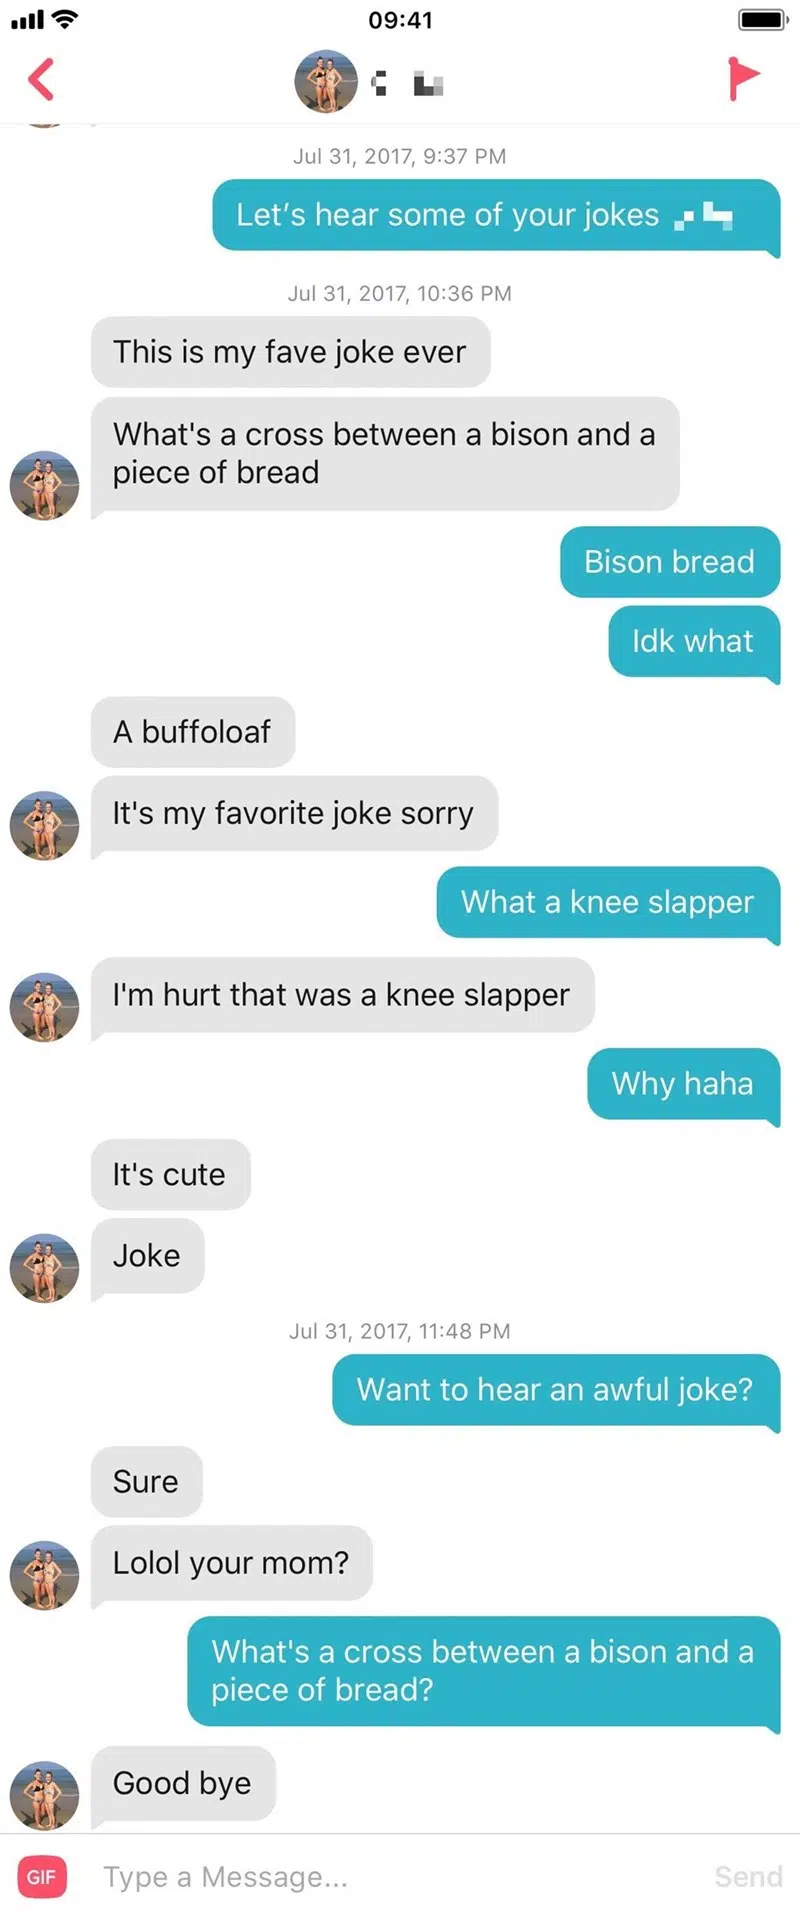 09:41
Jul 31, 2017, 9:37 PM
Let’s hear some of your jokes
Jul 31, 2017, 10:36 PM
This is my fave joke ever
What's a cross between a bison and a
piece of bread
Bison bread
Idk what
A buffoloaf
It's my favorite joke sorry
What a knee slapper
I'm hurt that was a knee slapper
Why haha
It's cute
Joke
Jul 31, 2017, 11:48 PM
Want to hear an awful joke?
Sure
Lolol your mom?
What's a cross between a bison and a
piece of bread?
Good bye
GIF
Type a Message...
Send